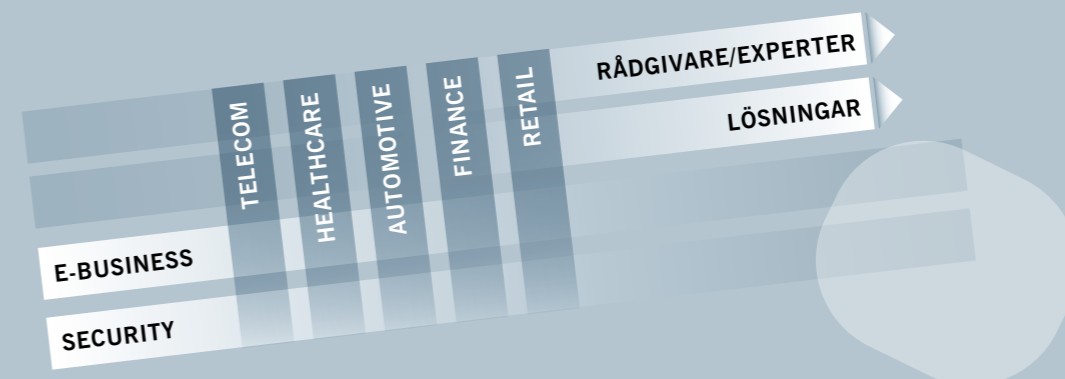 RÅDGIVARE/EXPERTER
LÖSNINGAR
TELECOM
HEALTHCARE
AUTOMOTIVE
FINANCE
RETAIL
E-BUSINESS
SECURITY